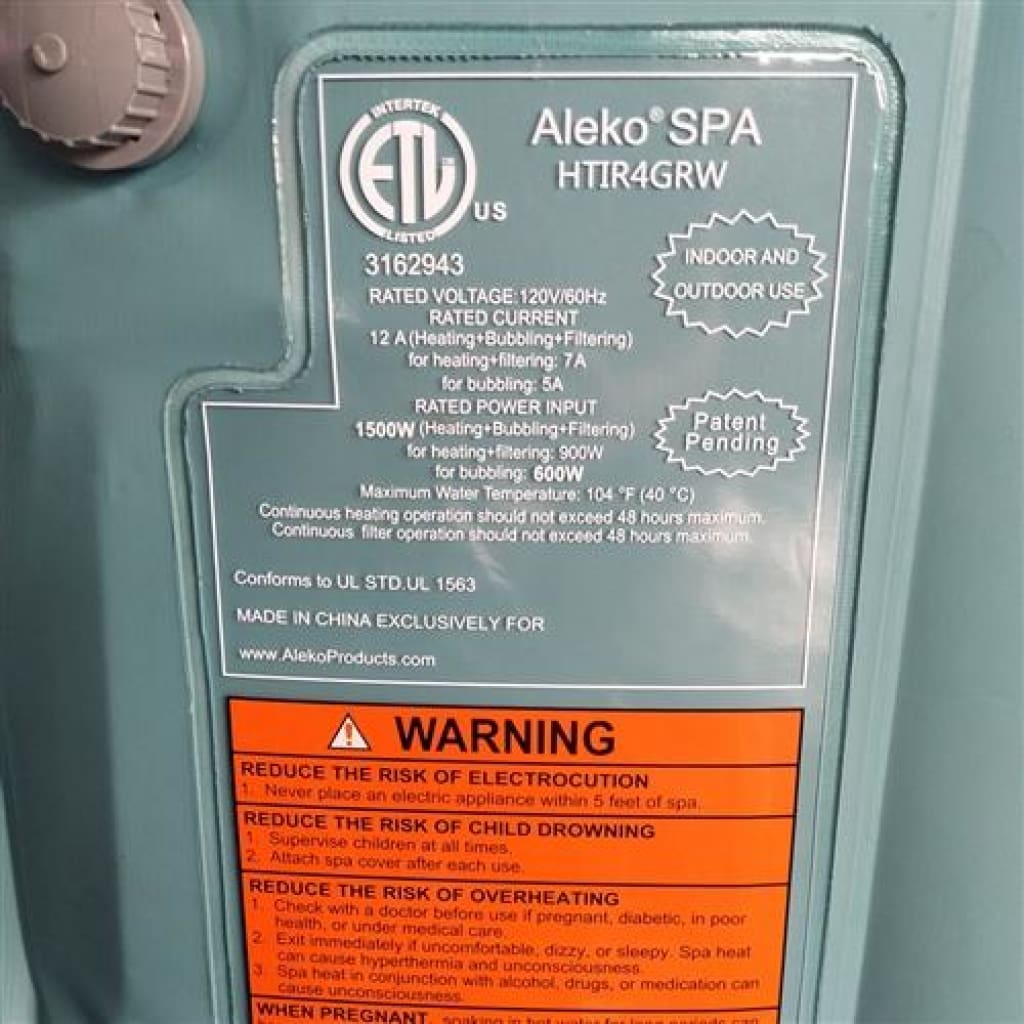 INTERTEK
ETL
LISTED
US
3162943
Aleko® SPA
HTIR4GRW
INDOOR AND
OUTDOOR USE
RATED VOLTAGE:120V/60Hz
RATED CURRENT
12 A(Heating+Bubbling+Filtering)
for heating+filtering: 7A
for bubbling: 5A
RATED POWER INPUT
1500W (Heating+Bubbling+Filtering)
for heating+filtering: 900W
for bubbling: 600W
Patent
Pending
Maximum Water Temperature: 104 °F (40 °C)
Continuous heating operation should not exceed 48 hours maximum.
Continuous filter operation should not exceed 48 hours maximum.
Conforms to UL STD.UL 1563
MADE IN CHINA EXCLUSIVELY FOR
www.AlekoProducts.com
WARNING
REDUCE THE RISK OF ELECTROCUTION
1. Never place an electric appliance within 5 feet of spa.
REDUCE THE RISK OF CHILD DROWNING
1. Supervise children at all times.
2. Attach spa cover after each use.
REDUCE THE RISK OF OVERHEATING
1. Check with a doctor before use if pregnant, diabetic, in poor
health, or under medical care.
2. Exit immediately if uncomfortable, dizzy, or sleepy. Spa heat
can cause hyperthermia and unconsciousness.
3. Spa heat in conjunction with alcohol, drugs, or medication can
cause unconsciousness.
WHEN PREGNANT, soaking in hot water for long periods can